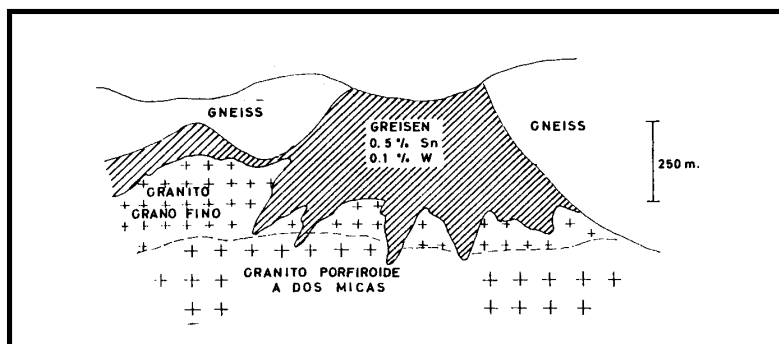 GNEISS
GREISEN
0.5 % Sn
0.1 % W
GNEISS
250 m.
GRANITO
GRANO FINO
GRANITO PORFIROIDE
A DOS MICAS